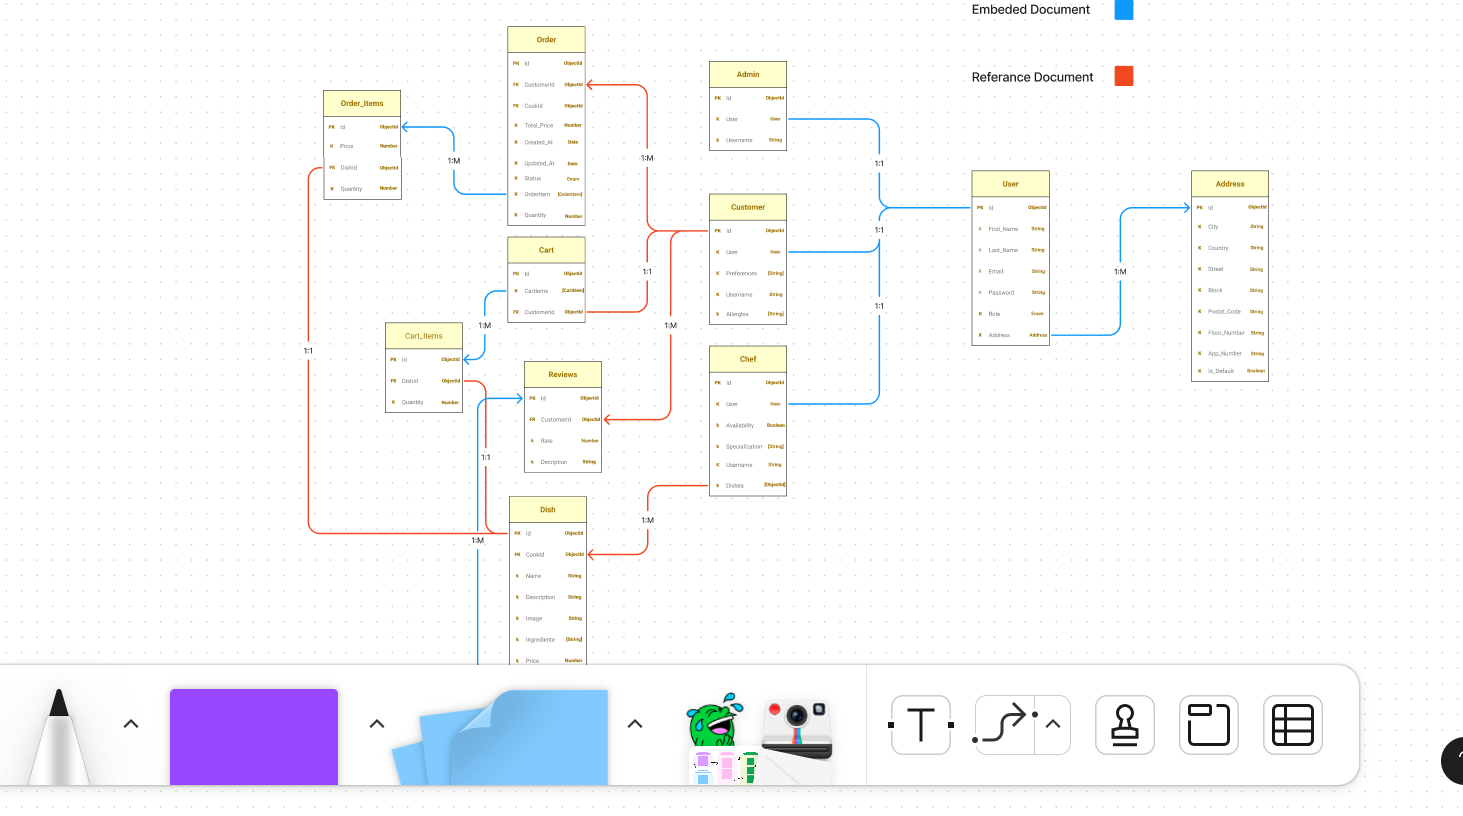 Embeded Document
Referance Document
Order
PK Id ObjectId
FK CustomerId ObjectId
FK CookId ObjectId
K Total_Price Number
K Created_At Date
K Updated_At Date
K Status Enum
K OrderItem [OrderItem]
K Quantity Number
Admin
PK Id ObjectId
K User User
K Username String
Order_Items
PK Id ObjectId
K Price Number
FK DishId ObjectId
K Quantity Number
1:M
1:M
1:1
User
PK Id ObjectId
K First_Name String
K Last_Name String
K Email String
K Password String
K Role Enum
K Address Address
Address
PK Id ObjectId
K City String
K Country String
K Street String
K Block String
K Postal_Code String
K Floor_Number String
K App_Number String
K Is_Default Boolean
Customer
PK Id ObjectId
K User User
K Preferences [String]
K Username String
K Allergies [String]
1:1
Cart
PK Id ObjectId
K CartIems [CartItem]
FK CustomerId ObjectId
1:1
1:M
1:1
1:M
1:M
1:1
Cart_Items
PK Id ObjectId
FK DishId ObjectId
K Quantity Number
Chef
PK Id ObjectId
K User User
K Availability Boolean
k Specialization [String]
K Username String
k Dishes [ObjectId]
Reviews
PK Id ObjectId
FK CustomerId ObjectId
k Rate Number
k Decription String
1:1
Dish
PK Id ObjectId
FK CookId ObjectId
k Name String
k Description String
k Image String
k Ingrediente [String]
k Price Number
1:M
1:M
T